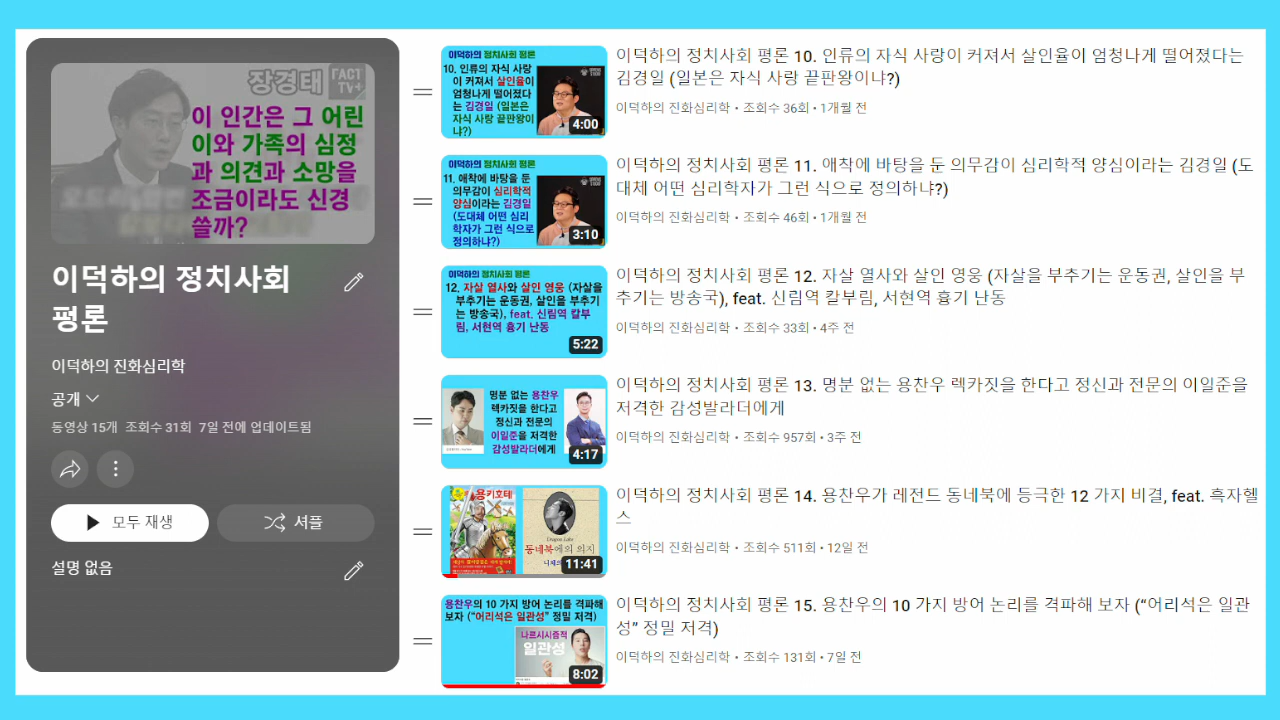 장경태
FACT
TV+
이 인간은 그 어린
이와 가족의 심정
과 의견과 소망을
조금이라도 신경
쓸까?
이덕하의 정치사회
평론
이덕하의 진화심리학
공개
동영상 15개 조회수 31회 7일 전에 업데이트됨
모두 재생
셔플
설명 없음
이덕하의 정치사회 평론
10. 인류의 자식 사랑
이 커져서 살인율이
엄청나게 떨어졌다
는 김경일 (일본은
자식 사랑 끝판왕이
냐?)
4:00
이덕하의 정치사회 평론 10. 인류의 자식 사랑이 커져서 살인율이 엄청나게 떨어졌다는
김경일 (일본은 자식 사랑 끝판왕이냐?)
이덕하의 진화심리학 • 조회수 36회 • 1개월 전
이덕하의 정치사회 평론
11. 애착에 바탕을 둔
의무감이 심리학적
양심이라는 김경일
(도대체 어떤 심리
학자가 그런 식으로
정의하냐?)
3:10
이덕하의 정치사회 평론 11. 애착에 바탕을 둔 의무감이 심리학적 양심이라는 김경일 (도
대체 어떤 심리학자가 그런 식으로 정의하냐?)
이덕하의 진화심리학 • 조회수 46회 • 1개월 전
이덕하의 정치사회 평론
12. 자살 열사와 살인 영웅 (자살을
부추기는 운동권, 살인을 부추기
는 방송국), feat. 신림역 칼부
림, 서현역 흉기 난동
5:22
이덕하의 정치사회 평론 12. 자살 열사와 살인 영웅 (자살을 부추기는 운동권, 살인을 부
추기는 방송국), feat. 신림역 칼부림, 서현역 흉기 난동
이덕하의 진화심리학 • 조회수 33회 • 4주 전
명분 없는 용찬우
렉카짓을 한다고
정신과 전문의
이일준을 저격한
감성발라더에게
4:17
이덕하의 정치사회 평론 13. 명분 없는 용찬우 렉카짓을 한다고 정신과 전문의 이일준을
저격한 감성발라더에게
이덕하의 진화심리학 • 조회수 957회 • 3주 전
용키호테
동네북에의 의지
11:41
이덕하의 정치사회 평론 14. 용찬우가 레전드 동네북에 등극한 12 가지 비결, feat. 흑자헬
스
이덕하의 진화심리학 • 조회수 511회 • 12일 전
용찬우의 10 가지 방어 논리를 격파해
보자 (“어리석은 일관성” 정밀 저격)
나르시시즘적
일관성
8:02
이덕하의 정치사회 평론 15. 용찬우의 10 가지 방어 논리를 격파해 보자 (“어리석은 일관
성” 정밀 저격)
이덕하의 진화심리학 • 조회수 131회 • 7일 전